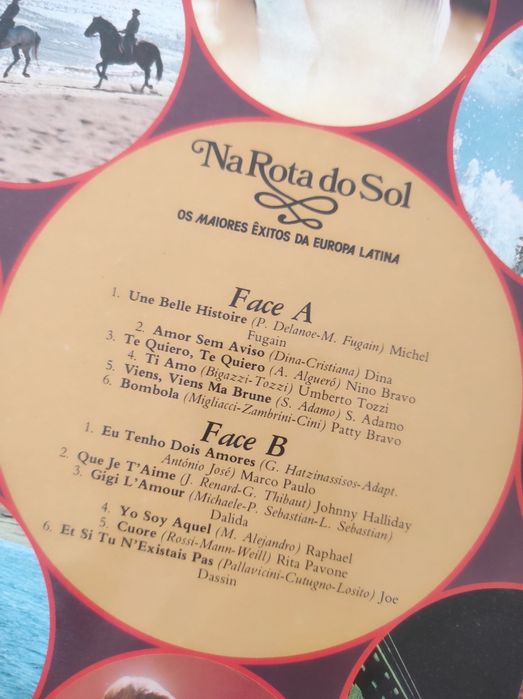 Na Rota do Sol
OS MAIORES ÊXITOS DA EUROPA LATINA
Face A
1. Une Belle Histoire (P. Delanoe-M. Fugain) Michel
Fugain
2. Amor Sem Aviso (Dina-Cristiana) Dina
3. Te Quiero, Te Quiero (A. Algueró) Nino Bravo
4. Ti Amo (Bigazzi-Tozzi) Umberto Tozzi
5. Viens, Viens Ma Brune (S. Adamo) S. Adamo
6. Bombola (Migliacci-Zambrini-Cini) Patty Bravo
Face B
1. Eu Tenho Dois Amores (G. Hatzinassisos-Adapt.
António José) Marco Paulo
2. Que Je T'Aime (J. Renard-G. Thibaut) Johnny Halliday
3. Gigi L'Amour (Michaele-P. Sebastian-L. Sebastian)
Dalida
4. Yo Soy Aquel (M. Alejandro) Raphael
5. Cuore (Rossi-Mann-Weill) Rita Pavone
6. Et Si Tu N'Existais Pas (Pallavicini-Cutugno-Losito) Joe
Dassin